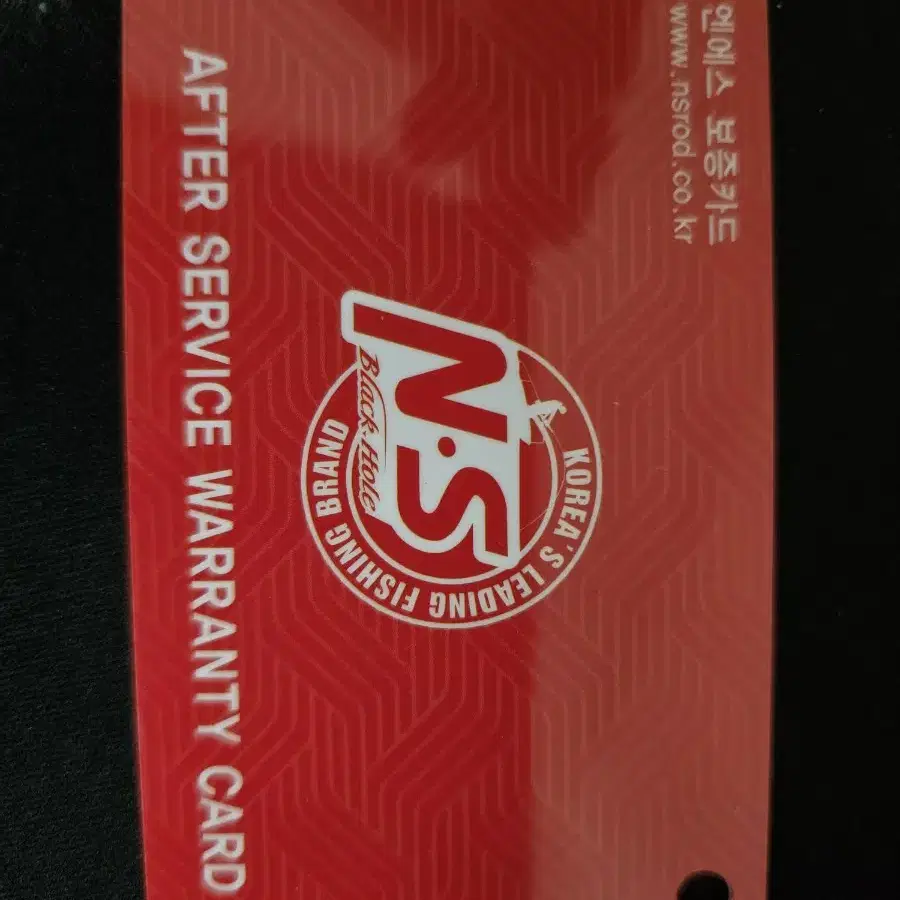 엔에스 보증카드
www.nsrod.co.kr
N·S
Black Hole
KOREA'S LEADING FISHING BRAND
AFTER SERVICE WARRANTY CARD